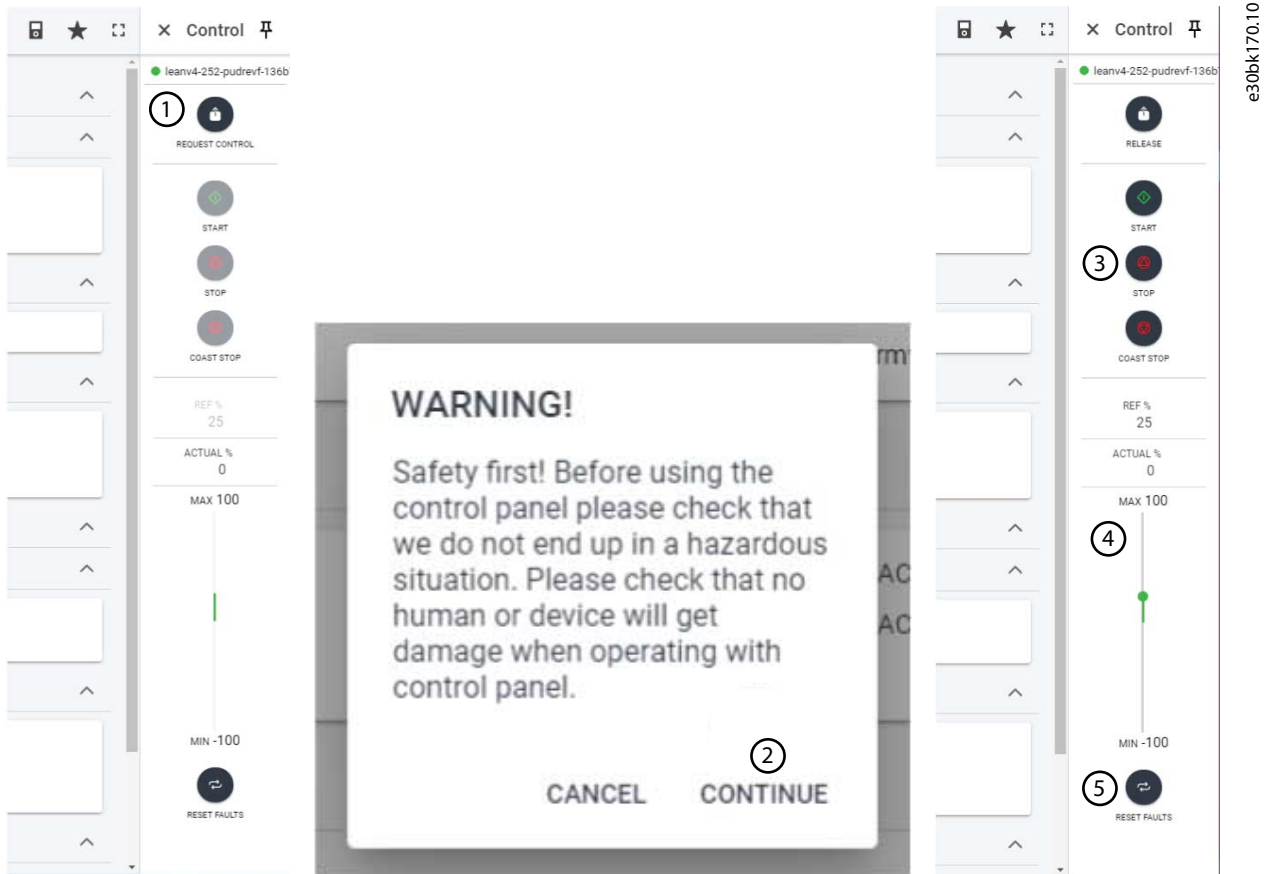 Control
leanv4-252-pudrevf-136b
1
REQUEST CONTROL
START
STOP
COAST STOP
REF %
25
ACTUAL %
0
MAX 100
MIN -100
RESET FAULTS
WARNING!
Safety first! Before using the
control panel please check that
we do not end up in a hazardous
situation. Please check that no
human or device will get
damage when operating with
control panel.
2
CANCEL CONTINUE
rm
AC
AC
Control
leanv4-252-pudrevf-136b
RELEASE
START
3
STOP
COAST STOP
REF %
25
ACTUAL %
0
MAX 100
4
MIN -100
5
RESET FAULTS
e30bk170.10